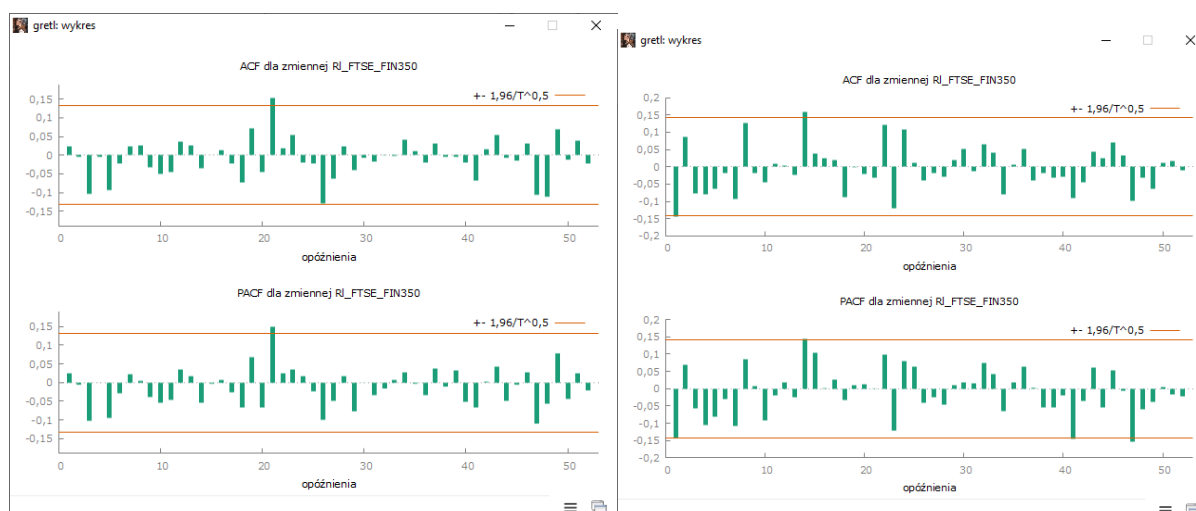 gretl: wykres
ACF dla zmiennej Rl_FTSE_FIN350
+- 1,96/T^0,5
0,15
0,1
0,05
0
-0,05
-0,1
-0,15
0 10 20 30 40 50
opóźnienia
PACF dla zmiennej Rl_FTSE_FIN350
+- 1,96/T^0,5
0,15
0,1
0,05
0
-0,05
-0,1
-0,15
0 10 20 30 40 50
opóźnienia
gretl: wykres
ACF dla zmiennej Rl_FTSE_FIN350
0,2
+- 1,96/T^0,5
0,15
0,1
0,05
0
-0,05
-0,1
-0,15
-0,2
0 10 20 30 40 50
opóźnienia
PACF dla zmiennej Rl_FTSE_FIN350
0,2
+- 1,96/T^0,5
0,15
0,1
0,05
0
-0,05
-0,1
-0,15
-0,2
0 10 20 30 40 50
opóźnienia